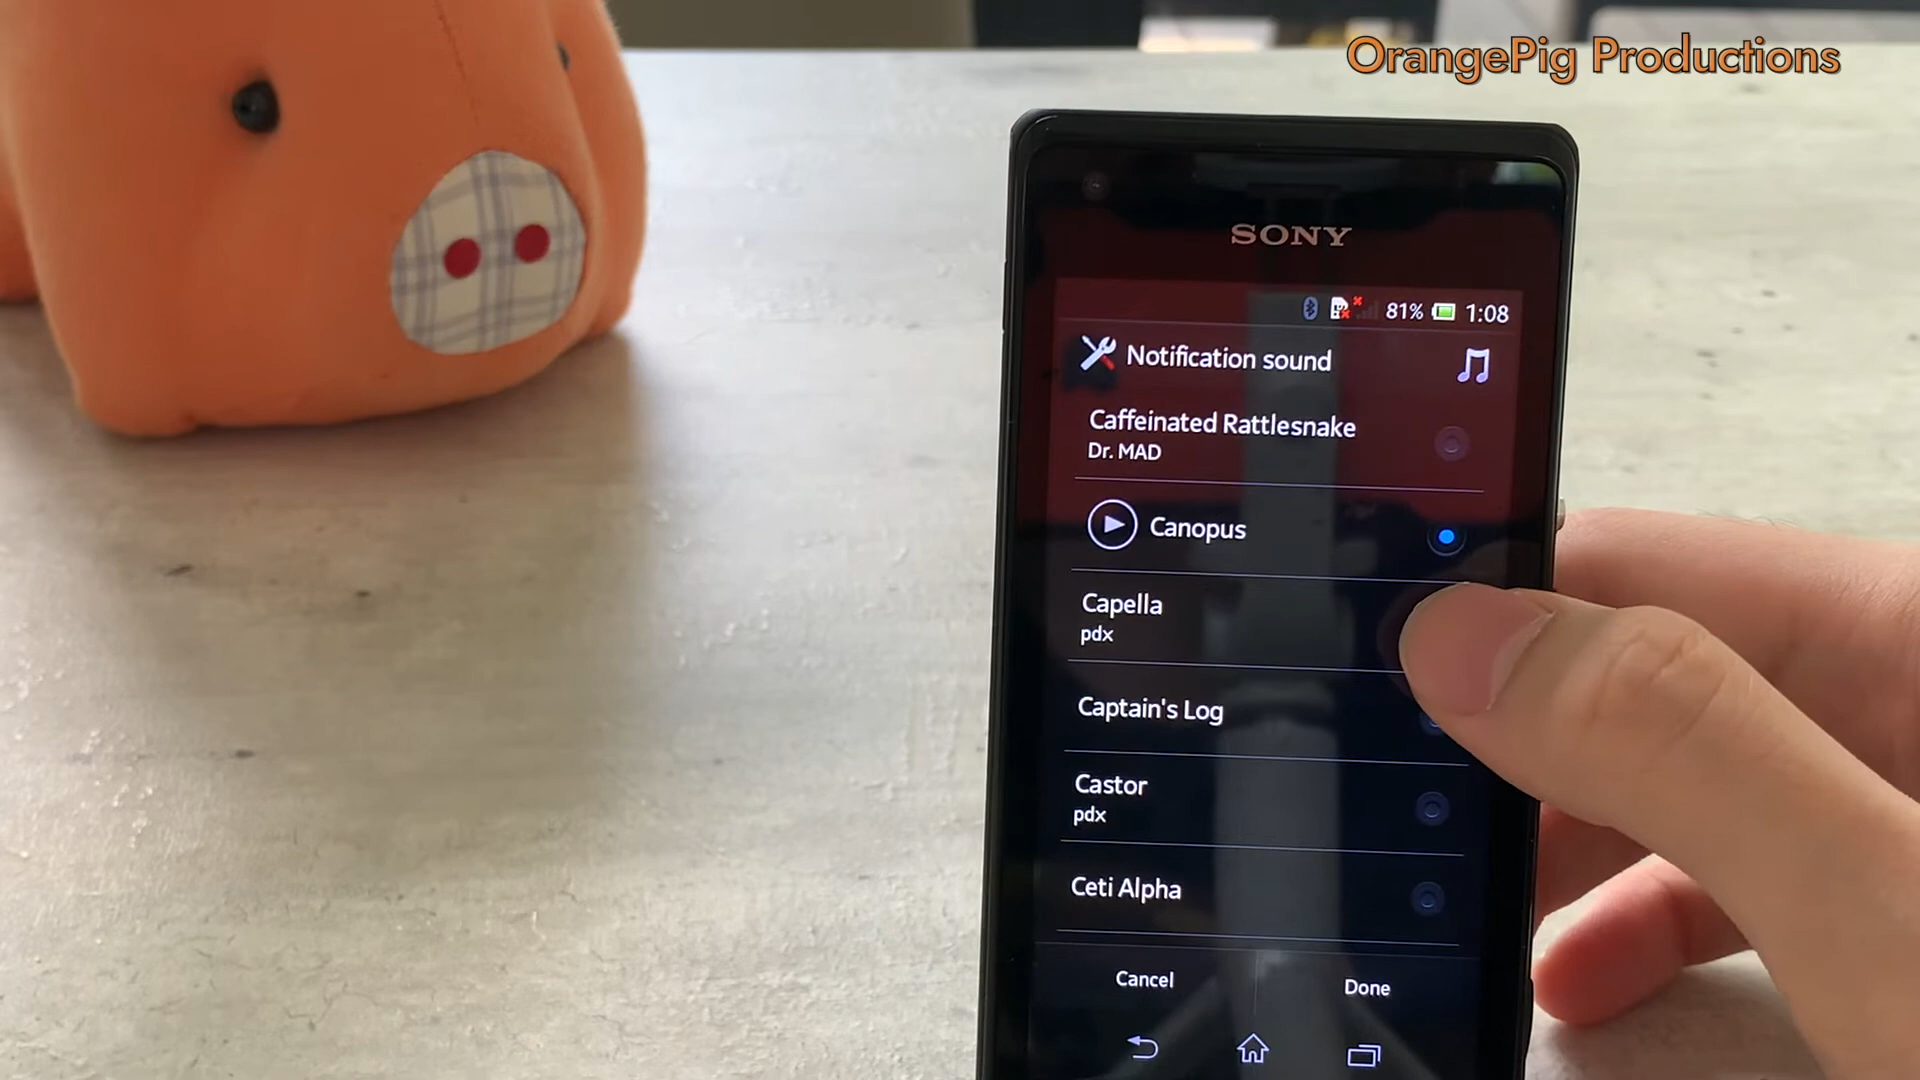 OrangePig Productions
SONY
81% 1:08
Notification sound
Caffeinated Rattlesnake
Dr. MAD
Canopus
Capella
pdx
Captain's Log
Castor
pdx
Ceti Alpha
Cancel Done